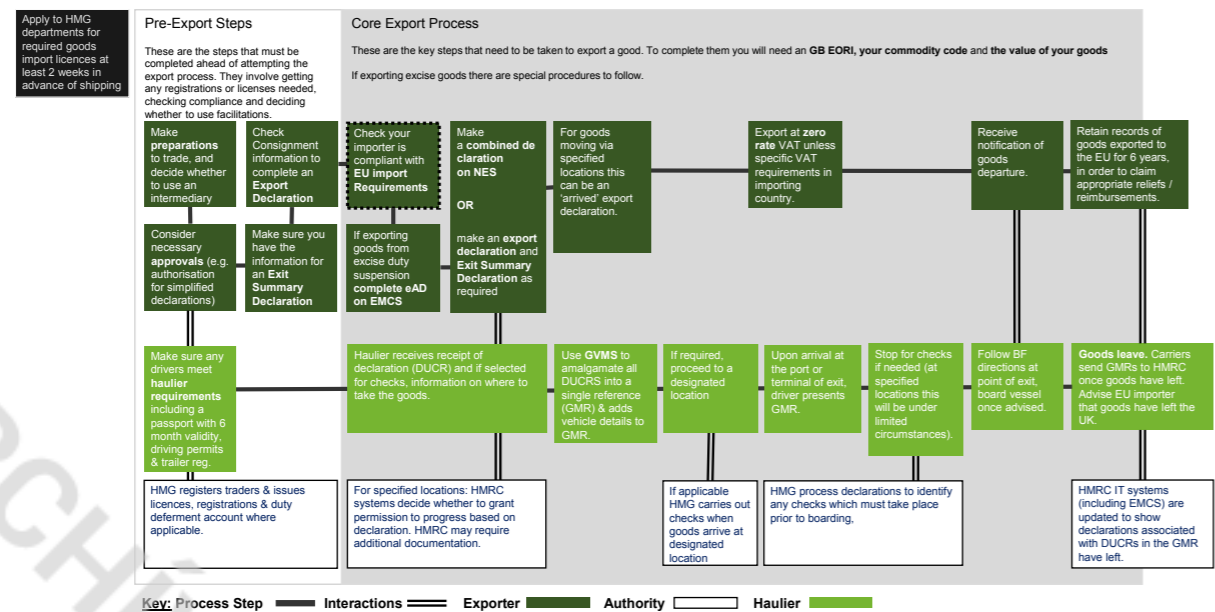 Apply to HMG
departments for
required goods
import licences at
least 2 weeks in
advance of shipping
Pre-Export Steps
These are the steps that must be
completed ahead of attempting the
export process. They involve getting
any registrations or licenses needed,
checking compliance and deciding
whether to use facilitations.
Core Export Process
These are the key steps that need to be taken to export a good. To complete them you will need an GB EORI, your commodity code and the value of your goods
If exporting excise goods there are special procedures to follow.
Make
preparations
to trade, and
decide whether
to use an
intermediary
Check
Consignment
information to
complete an
Export
Declaration
Check your
importer is
compliant with
EU import
Requirements
Make
a combined de
claration
on NES
OR
make an export
declaration and
Exit Summary
Declaration as
required
For goods
moving via
specified
locations this
can be an
'arrived' export
declaration.
Export at zero
rate VAT unless
specific VAT
requirements in
importing
country.
Receive
notification of
goods
departure.
Retain records of
goods exported to
the EU for 6 years,
in order to claim
appropriate reliefs /
reimbursements.
Consider
necessary
approvals (e.g.
authorisation
for simplified
declarations)
Make sure you
have the
information for
an Exit
Summary
Declaration
If exporting
goods from
excise duty
suspension
complete eAD
on EMCS
Make sure any
drivers meet
haulier
requirements
including a
passport with 6
month validity,
driving permits
& trailer reg.
Haulier receives receipt of
declaration (DUCR) and if selected
for checks, information on where to
take the goods.
Use GVMS to
amalgamate all
DUCRS into a
single reference
(GMR) & adds
vehicle details to
GMR.
If required,
proceed to a
designated
location
Upon arrival at
the port or
terminal of exit,
driver presents
GMR.
Stop for checks
if needed (at
specified
locations this
will be under
limited
circumstances).
Follow BF
directions at
point of exit,
board vessel
once advised.
Goods leave. Carriers
send GMRs to HMRC
once goods have left.
Advise EU importer
that goods have left the
UK.
HMG registers traders & issues
licences, registrations & duty
deferment account where
applicable.
For specified locations: HMRC
systems decide whether to grant
permission to progress based on
declaration. HMRC may require
additional documentation.
If applicable
HMG carries out
checks when
goods arrive at
designated
location
HMG process declarations to identify
any checks which must take place
prior to boarding,
HMRC IT systems
(including EMCS) are
updated to show
declarations associated
with DUCRs in the GMR
have left.
Key: Process Step Interactions Exporter Authority Haulier